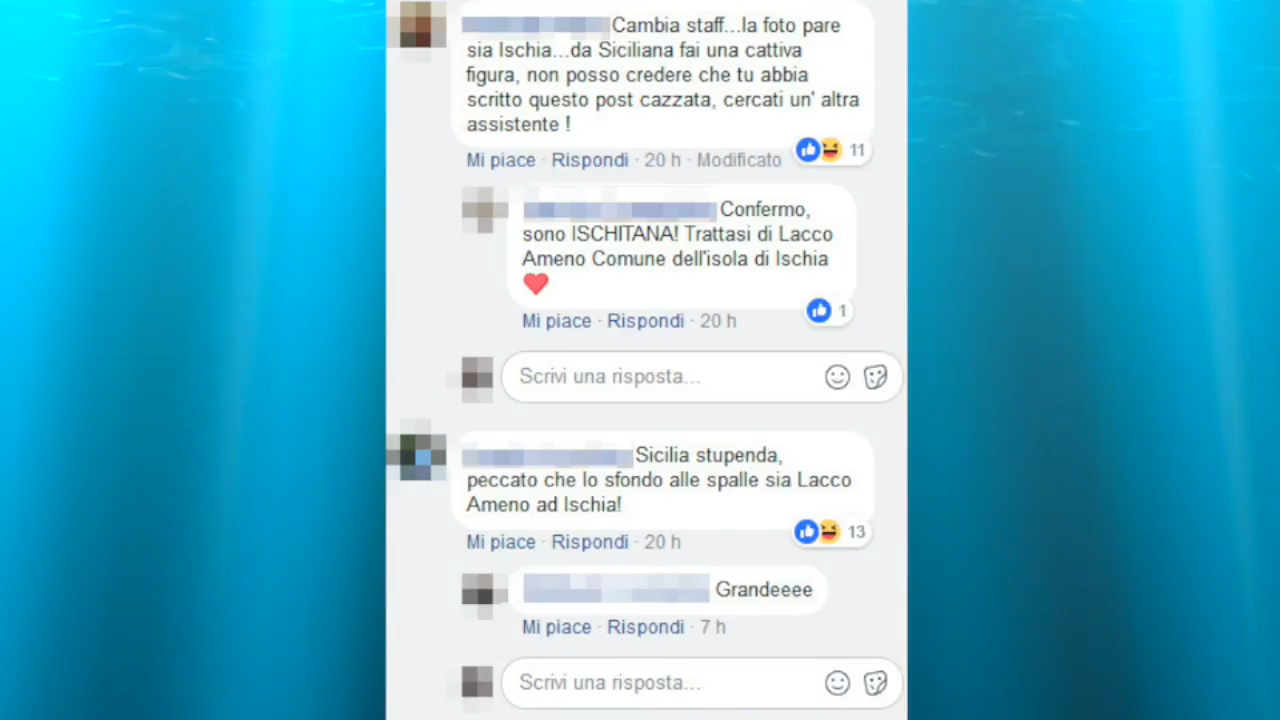 Cambia staff...la foto pare
sia Ischia...da Siciliana fai una cattiva
figura, non posso credere che tu abbia
scritto questo post cazzata, cercati un' altra
assistente !
Mi piace · Rispondi · 20 h · Modificato
11
Confermo,
sono ISCHITANA! Trattasi di Lacco
Ameno Comune dell'isola di Ischia
❤
Mi piace · Rispondi · 20 h
1
Scrivi una risposta...
Sicilia stupenda,
peccato che lo sfondo alle spalle sia Lacco
Ameno ad Ischia!
Mi piace · Rispondi · 20 h
13
Grandeeee
Mi piace · Rispondi · 7 h
Scrivi una risposta...